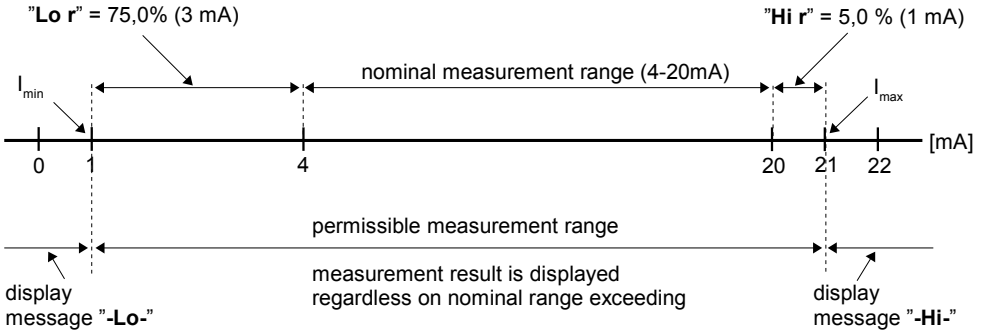 "Lo r" = 75,0% (3 mA)
"Hi r" = 5,0 % (1 mA)
nominal measurement range (4-20mA)
Imin
Imax
[mA]
0 1 4 20 21 22
permissible measurement range
measurement result is displayed
regardless on nominal range exceeding
display
message "-Lo-"
display
message "-Hi-"